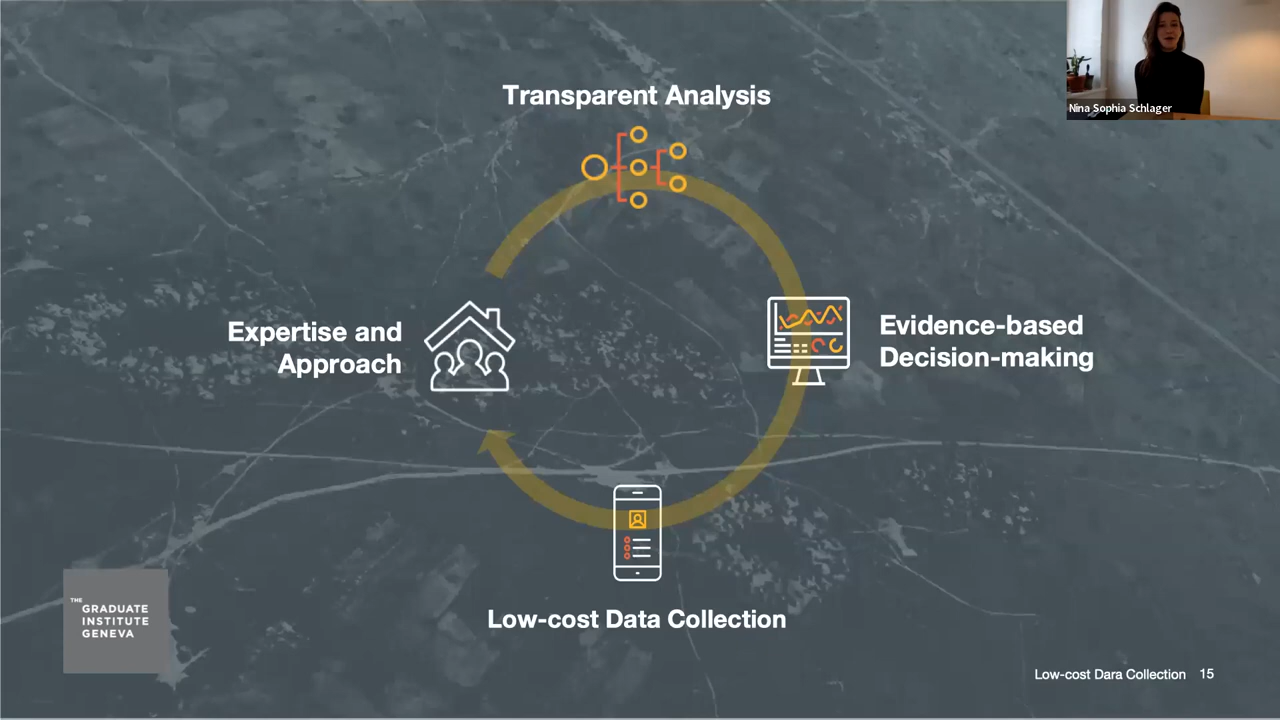 Nina Sophia Schlager
Transparent Analysis
Expertise and
Approach
Evidence-based
Decision-making
Low-cost Data Collection
THE
GRADUATE
INSTITUTE
GENEVA
Low-cost Dara Collection 15